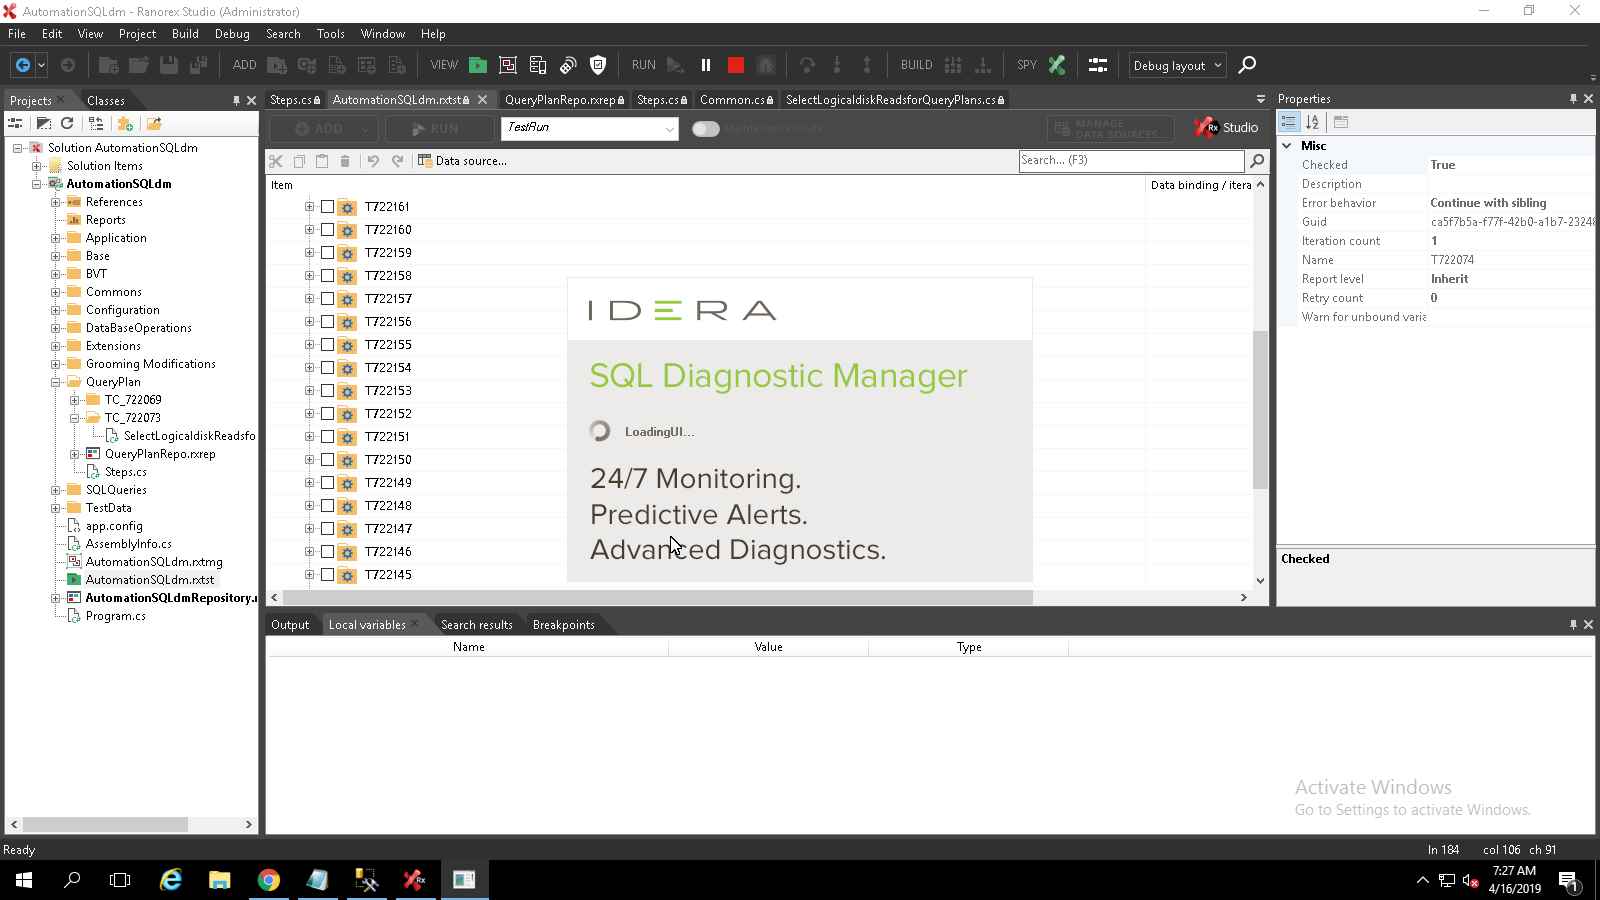 AutomationSQLdm - Ranorex Studio (Administrator)
File Edit View Project Build Debug Search Tools Window Help
ADD VIEW RUN BUILD SPY Debug layout
Projects Classes
Steps.cs AutomationSQLdm.rxtst QueryPlanRepo.rxrep Steps.cs Common.cs SelectLogicaldiskReadsforQueryPlans.cs
Properties
ADD RUN TestRun MANAGE DATA SOURCES Rx Studio
Data source... Search... (F3)
Item Data binding / itera
Solution AutomationSQLdm
Solution Items
AutomationSQLdm
References
Reports
Application
Base
BVT
Commons
Configuration
DataBaseOperations
Extensions
Grooming Modifications
QueryPlan
TC_722069
TC_722073
SelectLogicaldiskReadsfo
QueryPlanRepo.rxrep
Steps.cs
SQLQueries
TestData
app.config
AssemblyInfo.cs
AutomationSQLdm.rxtmg
AutomationSQLdm.rxtst
AutomationSQLdmRepository.
Program.cs
T722161
T722160
T722159
T722158
T722157
T722156
T722155
T722154
T722153
T722152
T722151
T722150
T722149
T722148
T722147
T722146
T722145
IDERA
SQL Diagnostic Manager
LoadingUI...
24/7 Monitoring.
Predictive Alerts.
Advanced Diagnostics.
Misc
Checked True
Description
Error behavior Continue with sibling
Guid ca5f7b5a-f77f-42b0-a1b7-2324
Iteration count 1
Name T722074
Report level Inherit
Retry count 0
Warn for unbound varia
Checked
Output Local variables Search results Breakpoints
Name Value Type
Activate Windows
Go to Settings to activate Windows.
Ready ln 184 col 106 ch 91
7:27 AM
4/16/2019
1